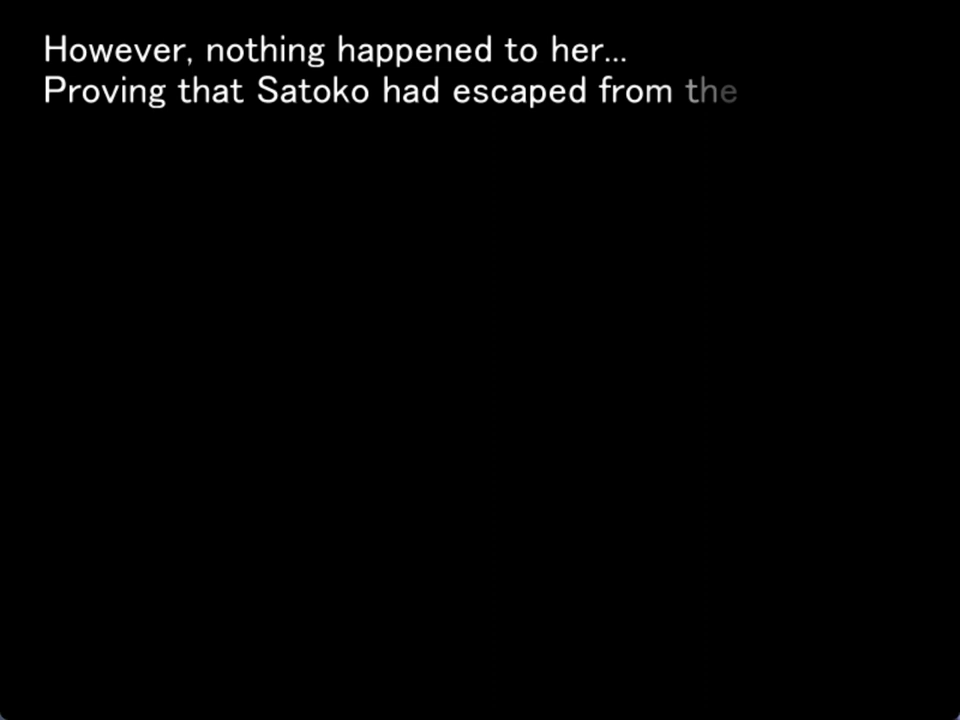 However, nothing happened to her...
Proving that Satoko had escaped from the